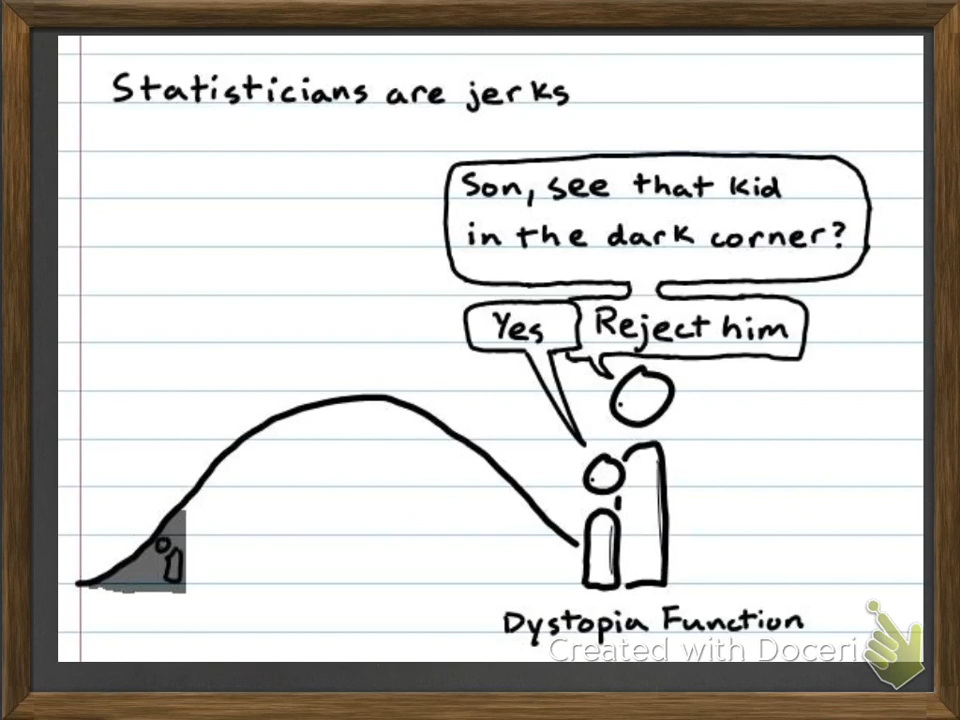 Statisticians are jerks
Son, see that kid
in the dark corner?
Yes
Reject him
Dystopia Function
Created with Doceri